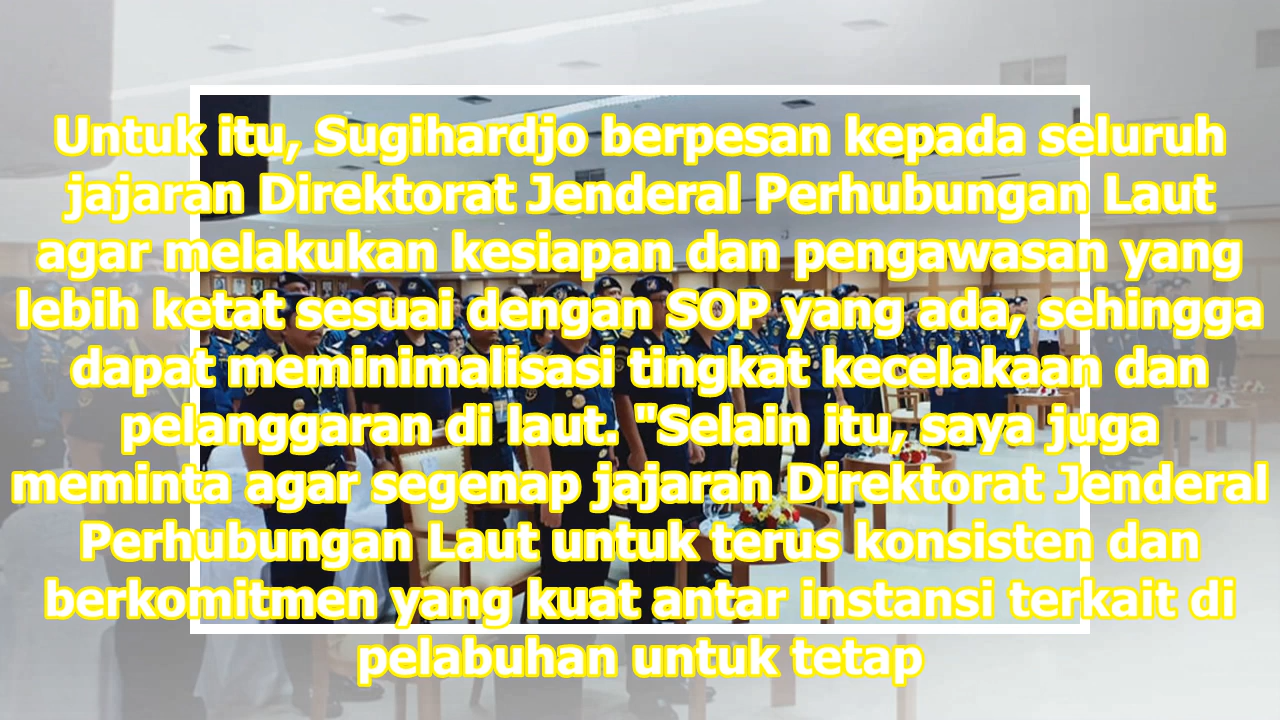 Untuk itu, Sugihardjo berpesan kepada seluruh
jajaran Direktorat Jenderal Perhubungan Laut
agar melakukan kesiapan dan pengawasan yang
lebih ketat sesuai dengan SOP yang ada, sehingga
dapat meminimalisasi tingkat kecelakaan dan
pelanggaran di laut. "Selain itu, saya juga
meminta agar segenap jajaran Direktorat Jenderal
Perhubungan Laut untuk terus konsisten dan
berkomitmen yang kuat antar instansi terkait di
pelabuhan untuk tetap